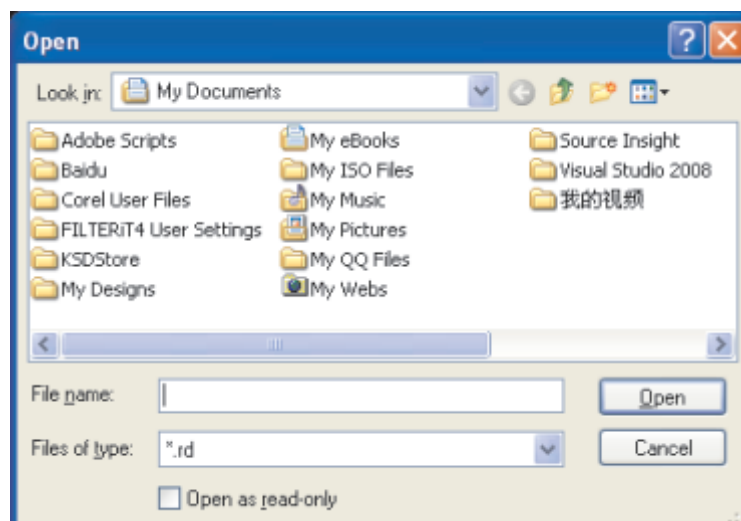 Open
Look in: My Documents
Adobe Scripts
Baidu
Corel User Files
FILTERiT4 User Settings
KSDStore
My Designs
My eBooks
My ISO Files
My Music
My Pictures
My QQ Files
My Webs
Source Insight
Visual Studio 2008
我的视频
File name:
Open
Files of type: *.rd
Cancel
Open as read-only